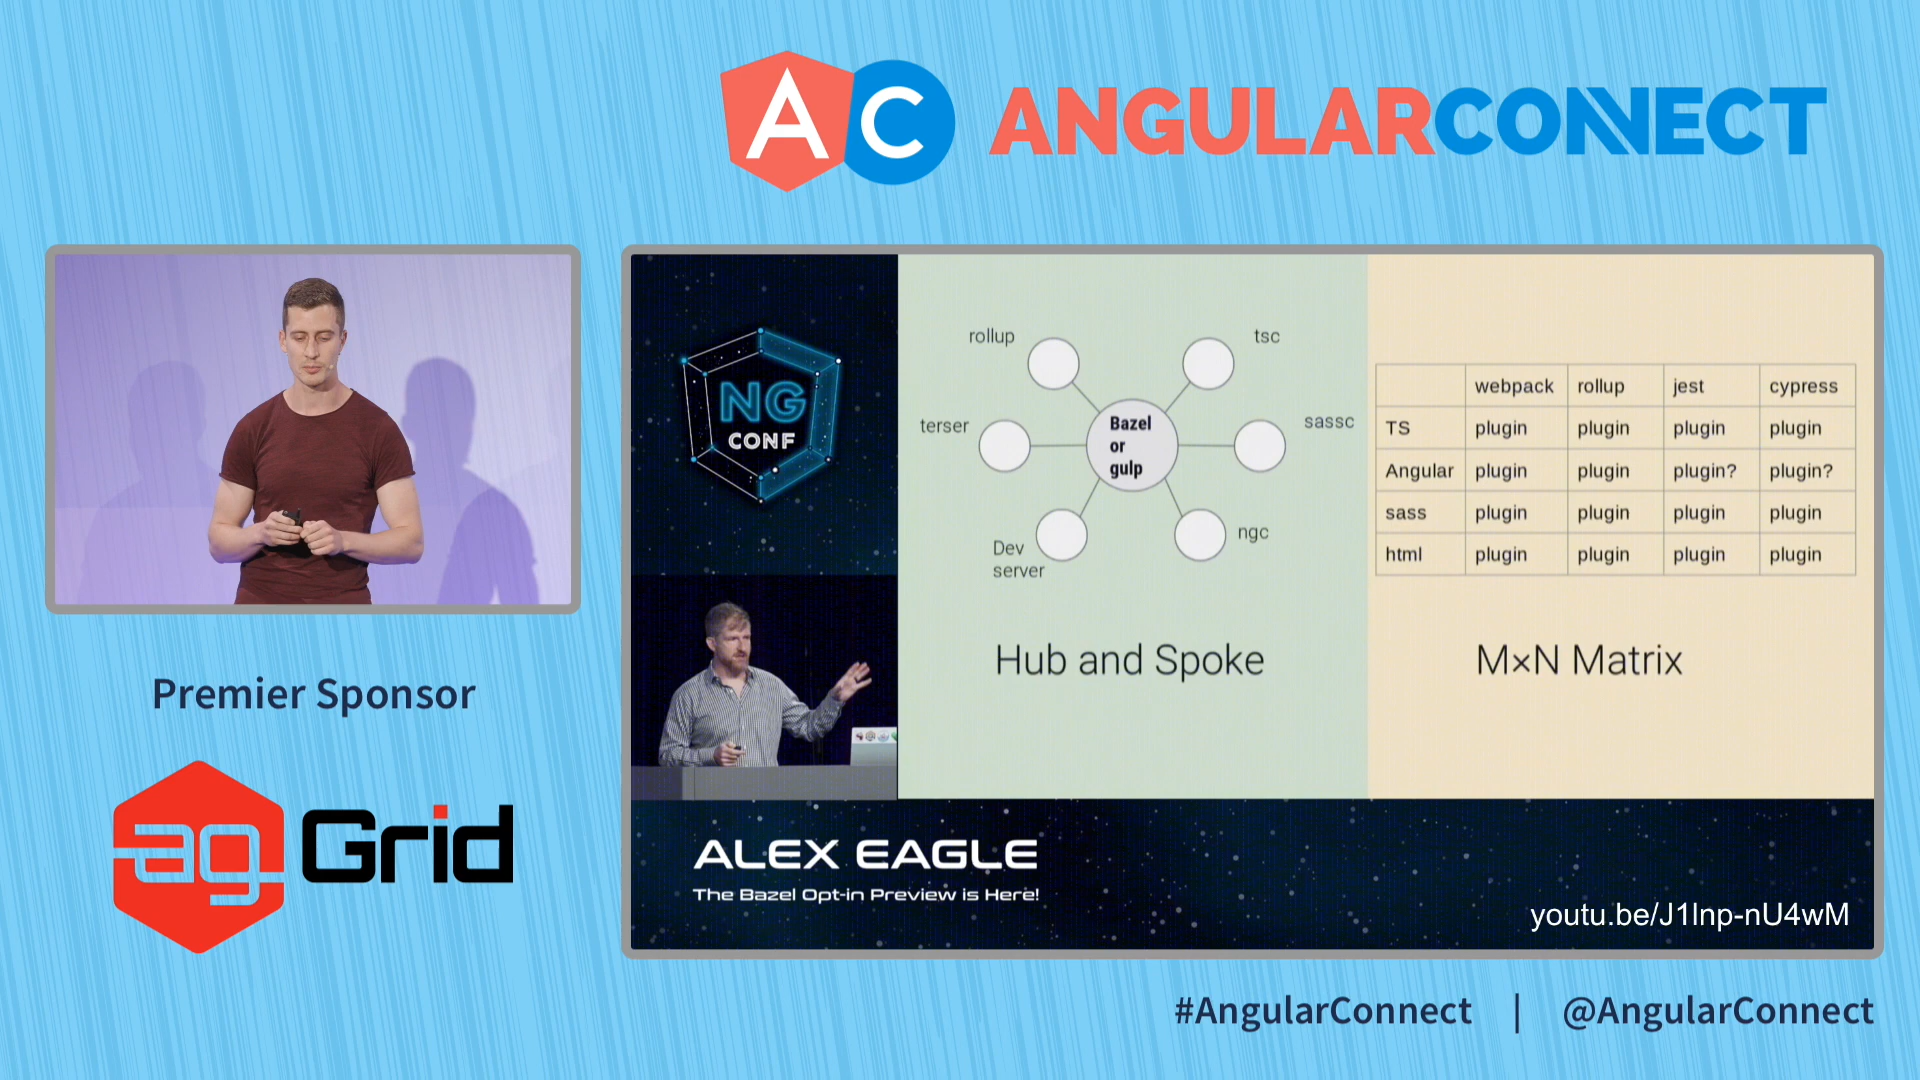 AC ANGULARCONNECT
NG
CONF
rollup
tsc
terser
sassc
Bazel
or
gulp
Dev
server
ngc
Hub and Spoke
webpack rollup jest cypress
TS plugin plugin plugin plugin
Angular plugin plugin plugin? plugin?
sass plugin plugin plugin plugin
html plugin plugin plugin plugin
M×N Matrix
Premier Sponsor
ag Grid
ALEX EAGLE
The Bazel Opt-in Preview is Here!
youtu.be/J1lnp-nU4wM
#AngularConnect | @AngularConnect